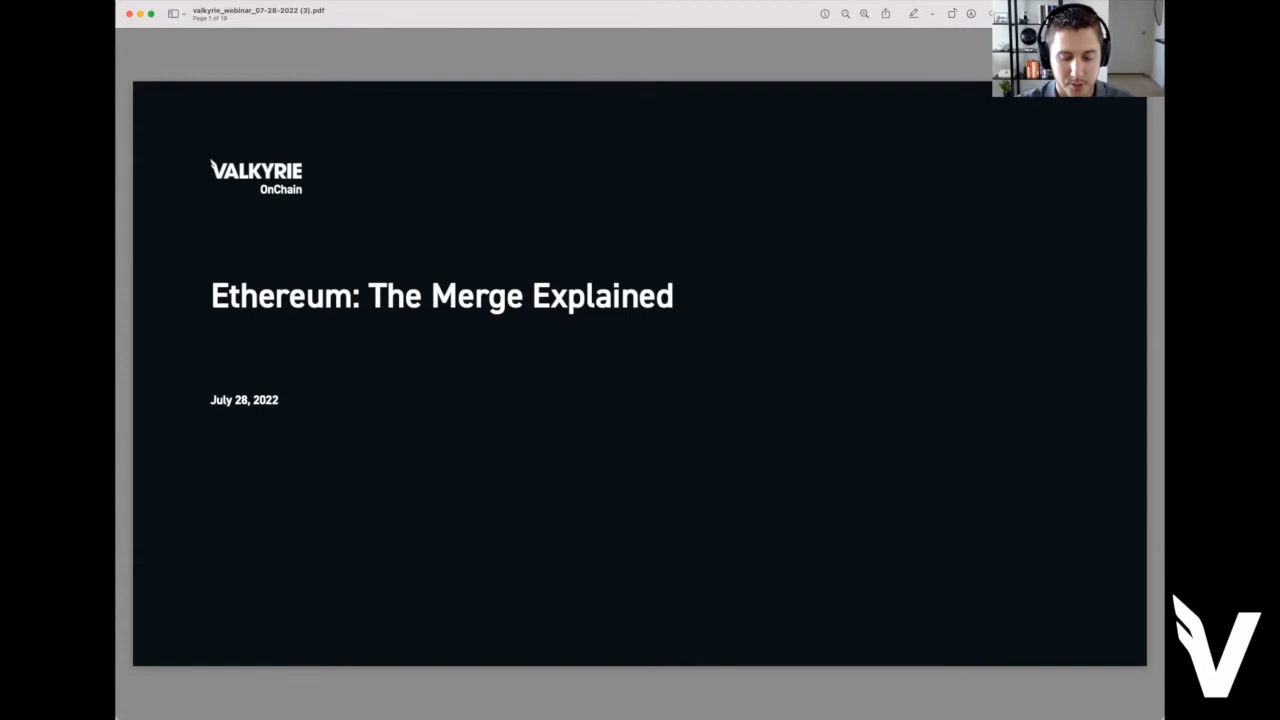 valkyrie_webinar_07-28-2022 (3).pdf
Page 1 of 19
VALKYRIE
OnChain
Ethereum: The Merge Explained
July 28, 2022
V